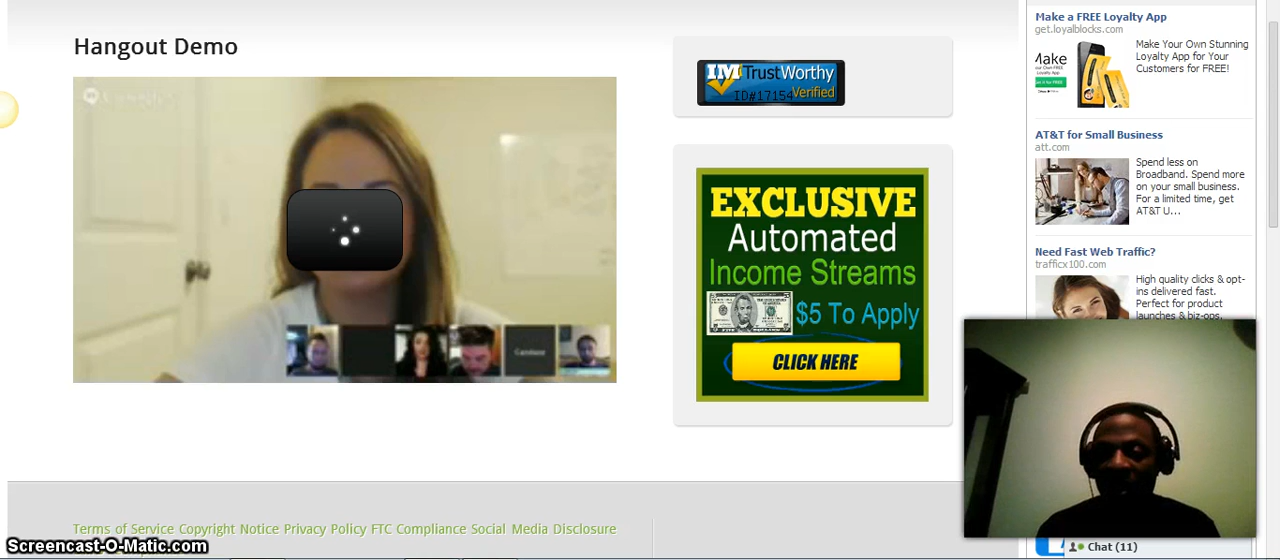 Hangout Demo
IM TrustWorthy
Verified
ID#17154
EXCLUSIVE
Automated
Income Streams
$5 To Apply
CLICK HERE
Make a FREE Loyalty App
get.loyalblocks.com
Make Your Own Stunning
Loyalty App for Your
Customers for FREE!
AT&T for Small Business
att.com
Spend less on
Broadband. Spend more
on your small business.
For a limited time, get
AT&T U...
Need Fast Web Traffic?
trafficx100.com
High quality clicks & opt-
ins delivered fast.
Perfect for product
launches & biz-ops.
Terms of Service Copyright Notice Privacy Policy FTC Compliance Social Media Disclosure
Chat (11)
Screencast-O-Matic.com